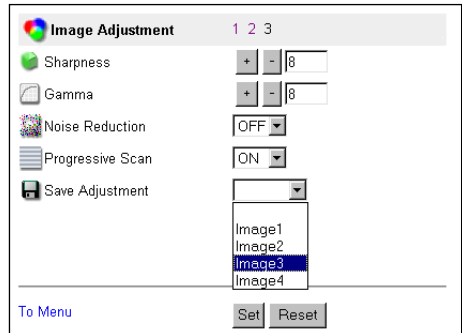 Image Adjustment 1 2 3
Sharpness + - 8
Gamma + - 8
Noise Reduction OFF
Progressive Scan ON
Save Adjustment
Image1
Image2
Image3
Image4
To Menu Set Reset